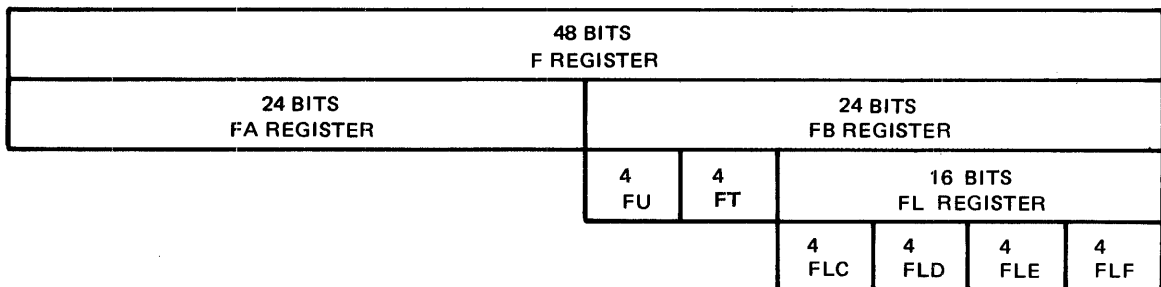 48 BITS
F REGISTER
24 BITS
FA REGISTER
24 BITS
FB REGISTER
4
FU
4
FT
16 BITS
FL REGISTER
4
FLC
4
FLD
4
FLE
4
FLF